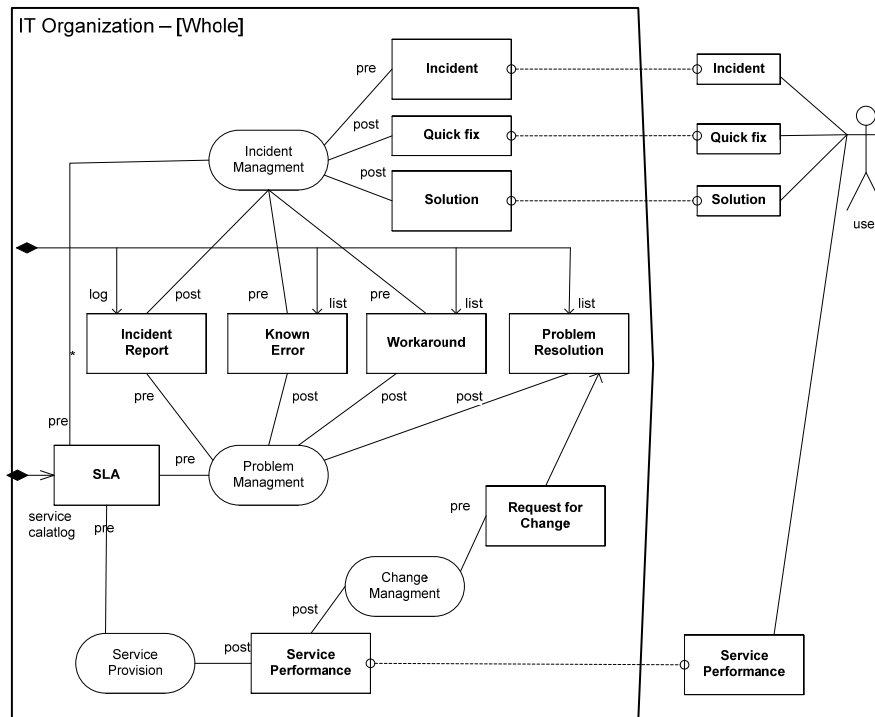 IT Organization – [Whole]
pre
Incident
Incident
post
Quick fix
Quick fix
Incident
Managment
post
Solution
Solution
use
log
post
pre
list
pre
list
list
Incident
Report
Known
Error
Workaround
Problem
Resolution
*
pre
post
post
post
pre
SLA
pre
Problem
Managment
service
calatlog
pre
pre
Request for
Change
Change
Managment
post
Service
Provision
post
Service
Performance
Service
Performance